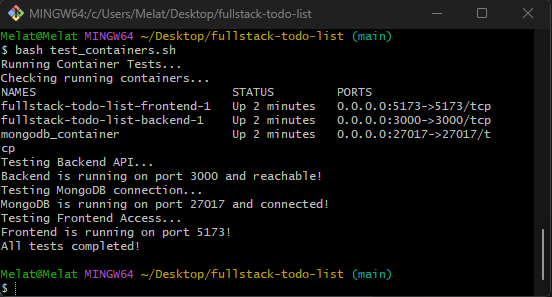 MINGW64:/c/Users/Melat/Desktop/fullstack-todo-list
Melat@Melat MINGW64 ~/Desktop/fullstack-todo-list (main)
$ bash test_containers.sh
Running Container Tests...
Checking running containers...
NAMES STATUS PORTS
fullstack-todo-list-frontend-1 Up 2 minutes 0.0.0.0:5173->5173/tcp
fullstack-todo-list-backend-1 Up 2 minutes 0.0.0.0:3000->3000/tcp
mongodb_container Up 2 minutes 0.0.0.0:27017->27017/t
cp
Testing Backend API...
Backend is running on port 3000 and reachable!
Testing MongoDB connection...
MongoDB is running on port 27017 and connected!
Testing Frontend Access...
Frontend is running on port 5173!
All tests completed!
Melat@Melat MINGW64 ~/Desktop/fullstack-todo-list (main)
$